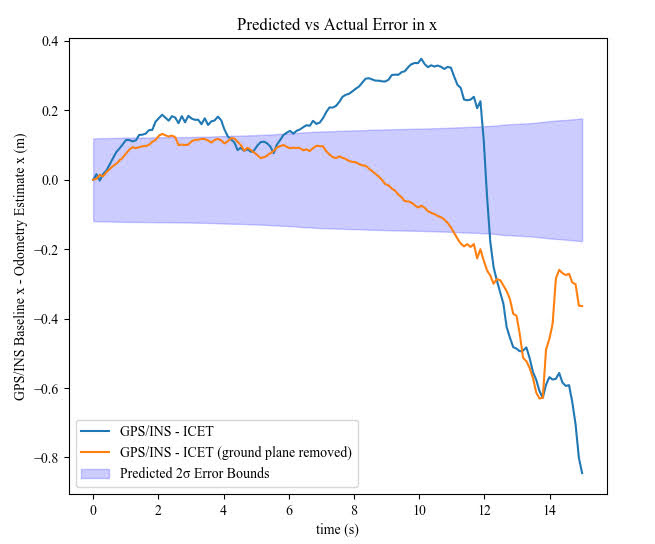 Predicted vs Actual Error in x
GPS/INS Baseline x - Odometry Estimate x (m)
0.4
0.2
0.0
−0.2
−0.4
−0.6
−0.8
GPS/INS - ICET
GPS/INS - ICET (ground plane removed)
Predicted 2σ Error Bounds
0 2 4 6 8 10 12 14
time (s)